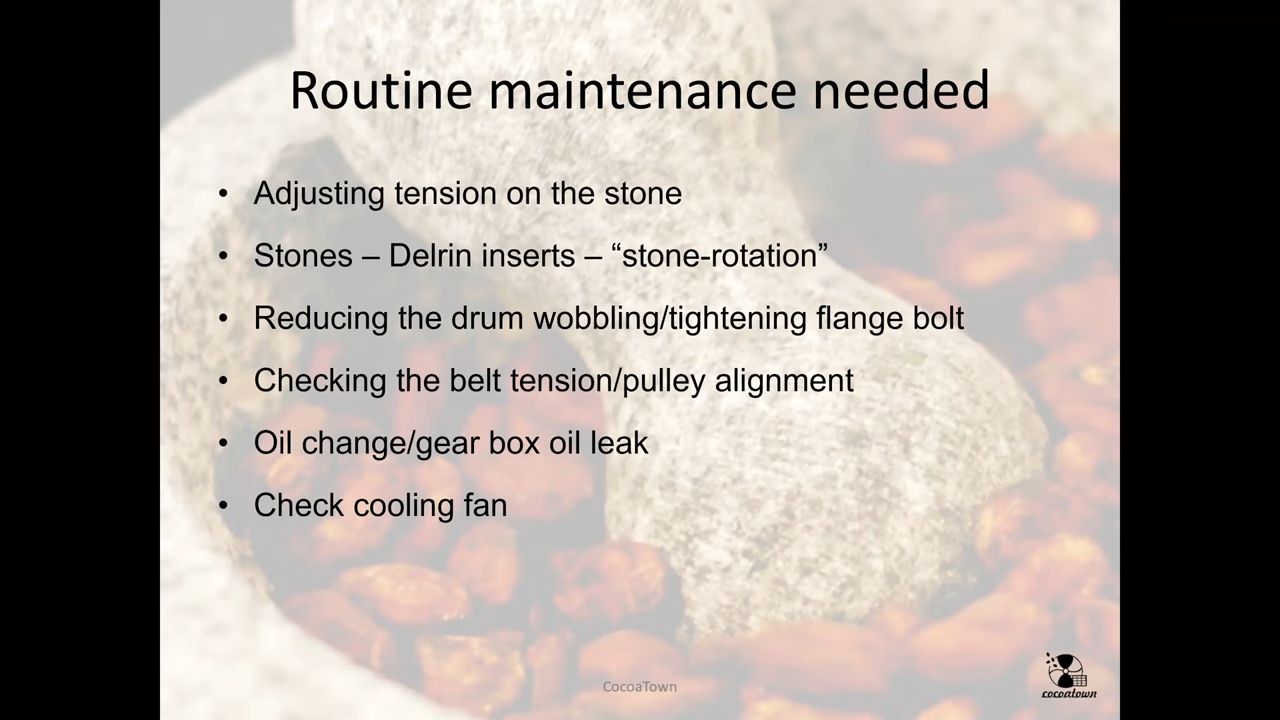 Routine maintenance needed
• Adjusting tension on the stone
• Stones – Delrin inserts – “stone-rotation”
• Reducing the drum wobbling/tightening flange bolt
• Checking the belt tension/pulley alignment
• Oil change/gear box oil leak
• Check cooling fan
CocoaTown
cocoatown